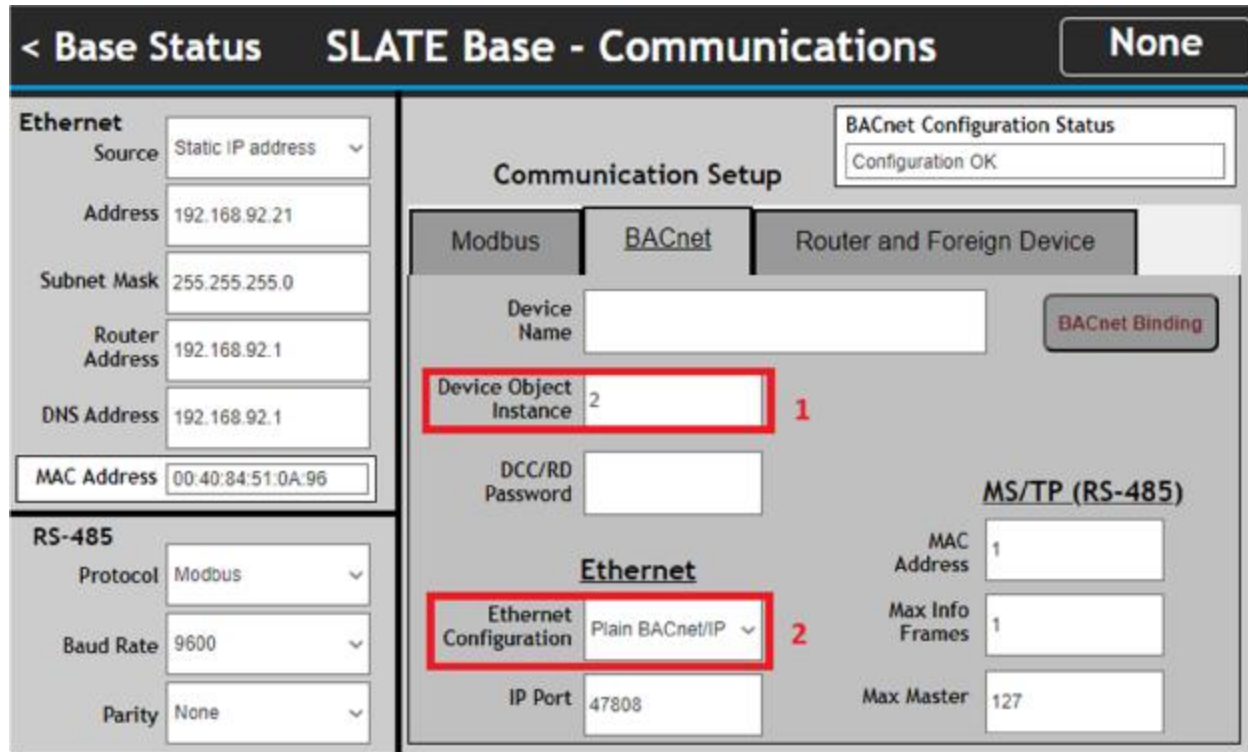 < Base Status SLATE Base - Communications None
Ethernet
Source Static IP address
Address 192.168.92.21
Subnet Mask 255.255.255.0
Router
Address 192.168.92.1
DNS Address 192.168.92.1
MAC Address 00:40:84:51:0A:96
RS-485
Protocol Modbus
Baud Rate 9600
Parity None
BACnet Configuration Status
Configuration OK
Communication Setup
Modbus BACnet Router and Foreign Device
Device
Name
BACnet Binding
Device Object
Instance 2 1
DCC/RD
Password
Ethernet
Ethernet
Configuration Plain BACnet/IP 2
IP Port 47808
MS/TP (RS-485)
MAC
Address 1
Max Info
Frames 1
Max Master 127